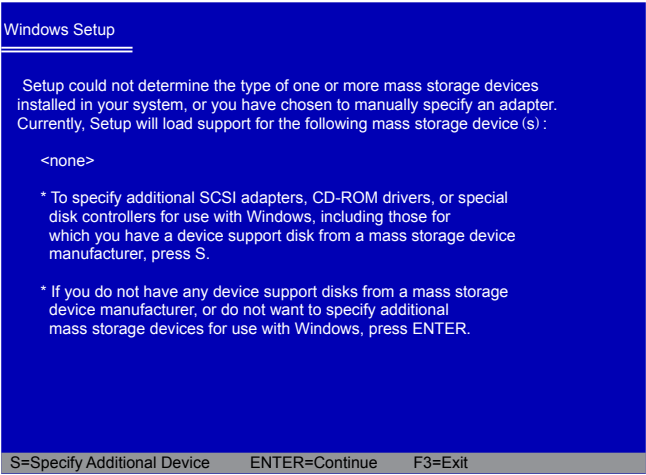 Windows Setup
Setup could not determine the type of one or more mass storage devices
installed in your system, or you have chosen to manually specify an adapter.
Currently, Setup will load support for the following mass storage device(s):
<none>
* To specify additional SCSI adapters, CD-ROM drivers, or special
disk controllers for use with Windows, including those for
which you have a device support disk from a mass storage device
manufacturer, press S.
* If you do not have any device support disks from a mass storage
device manufacturer, or do not want to specify additional
mass storage devices for use with Windows, press ENTER.
S=Specify Additional Device ENTER=Continue F3=Exit